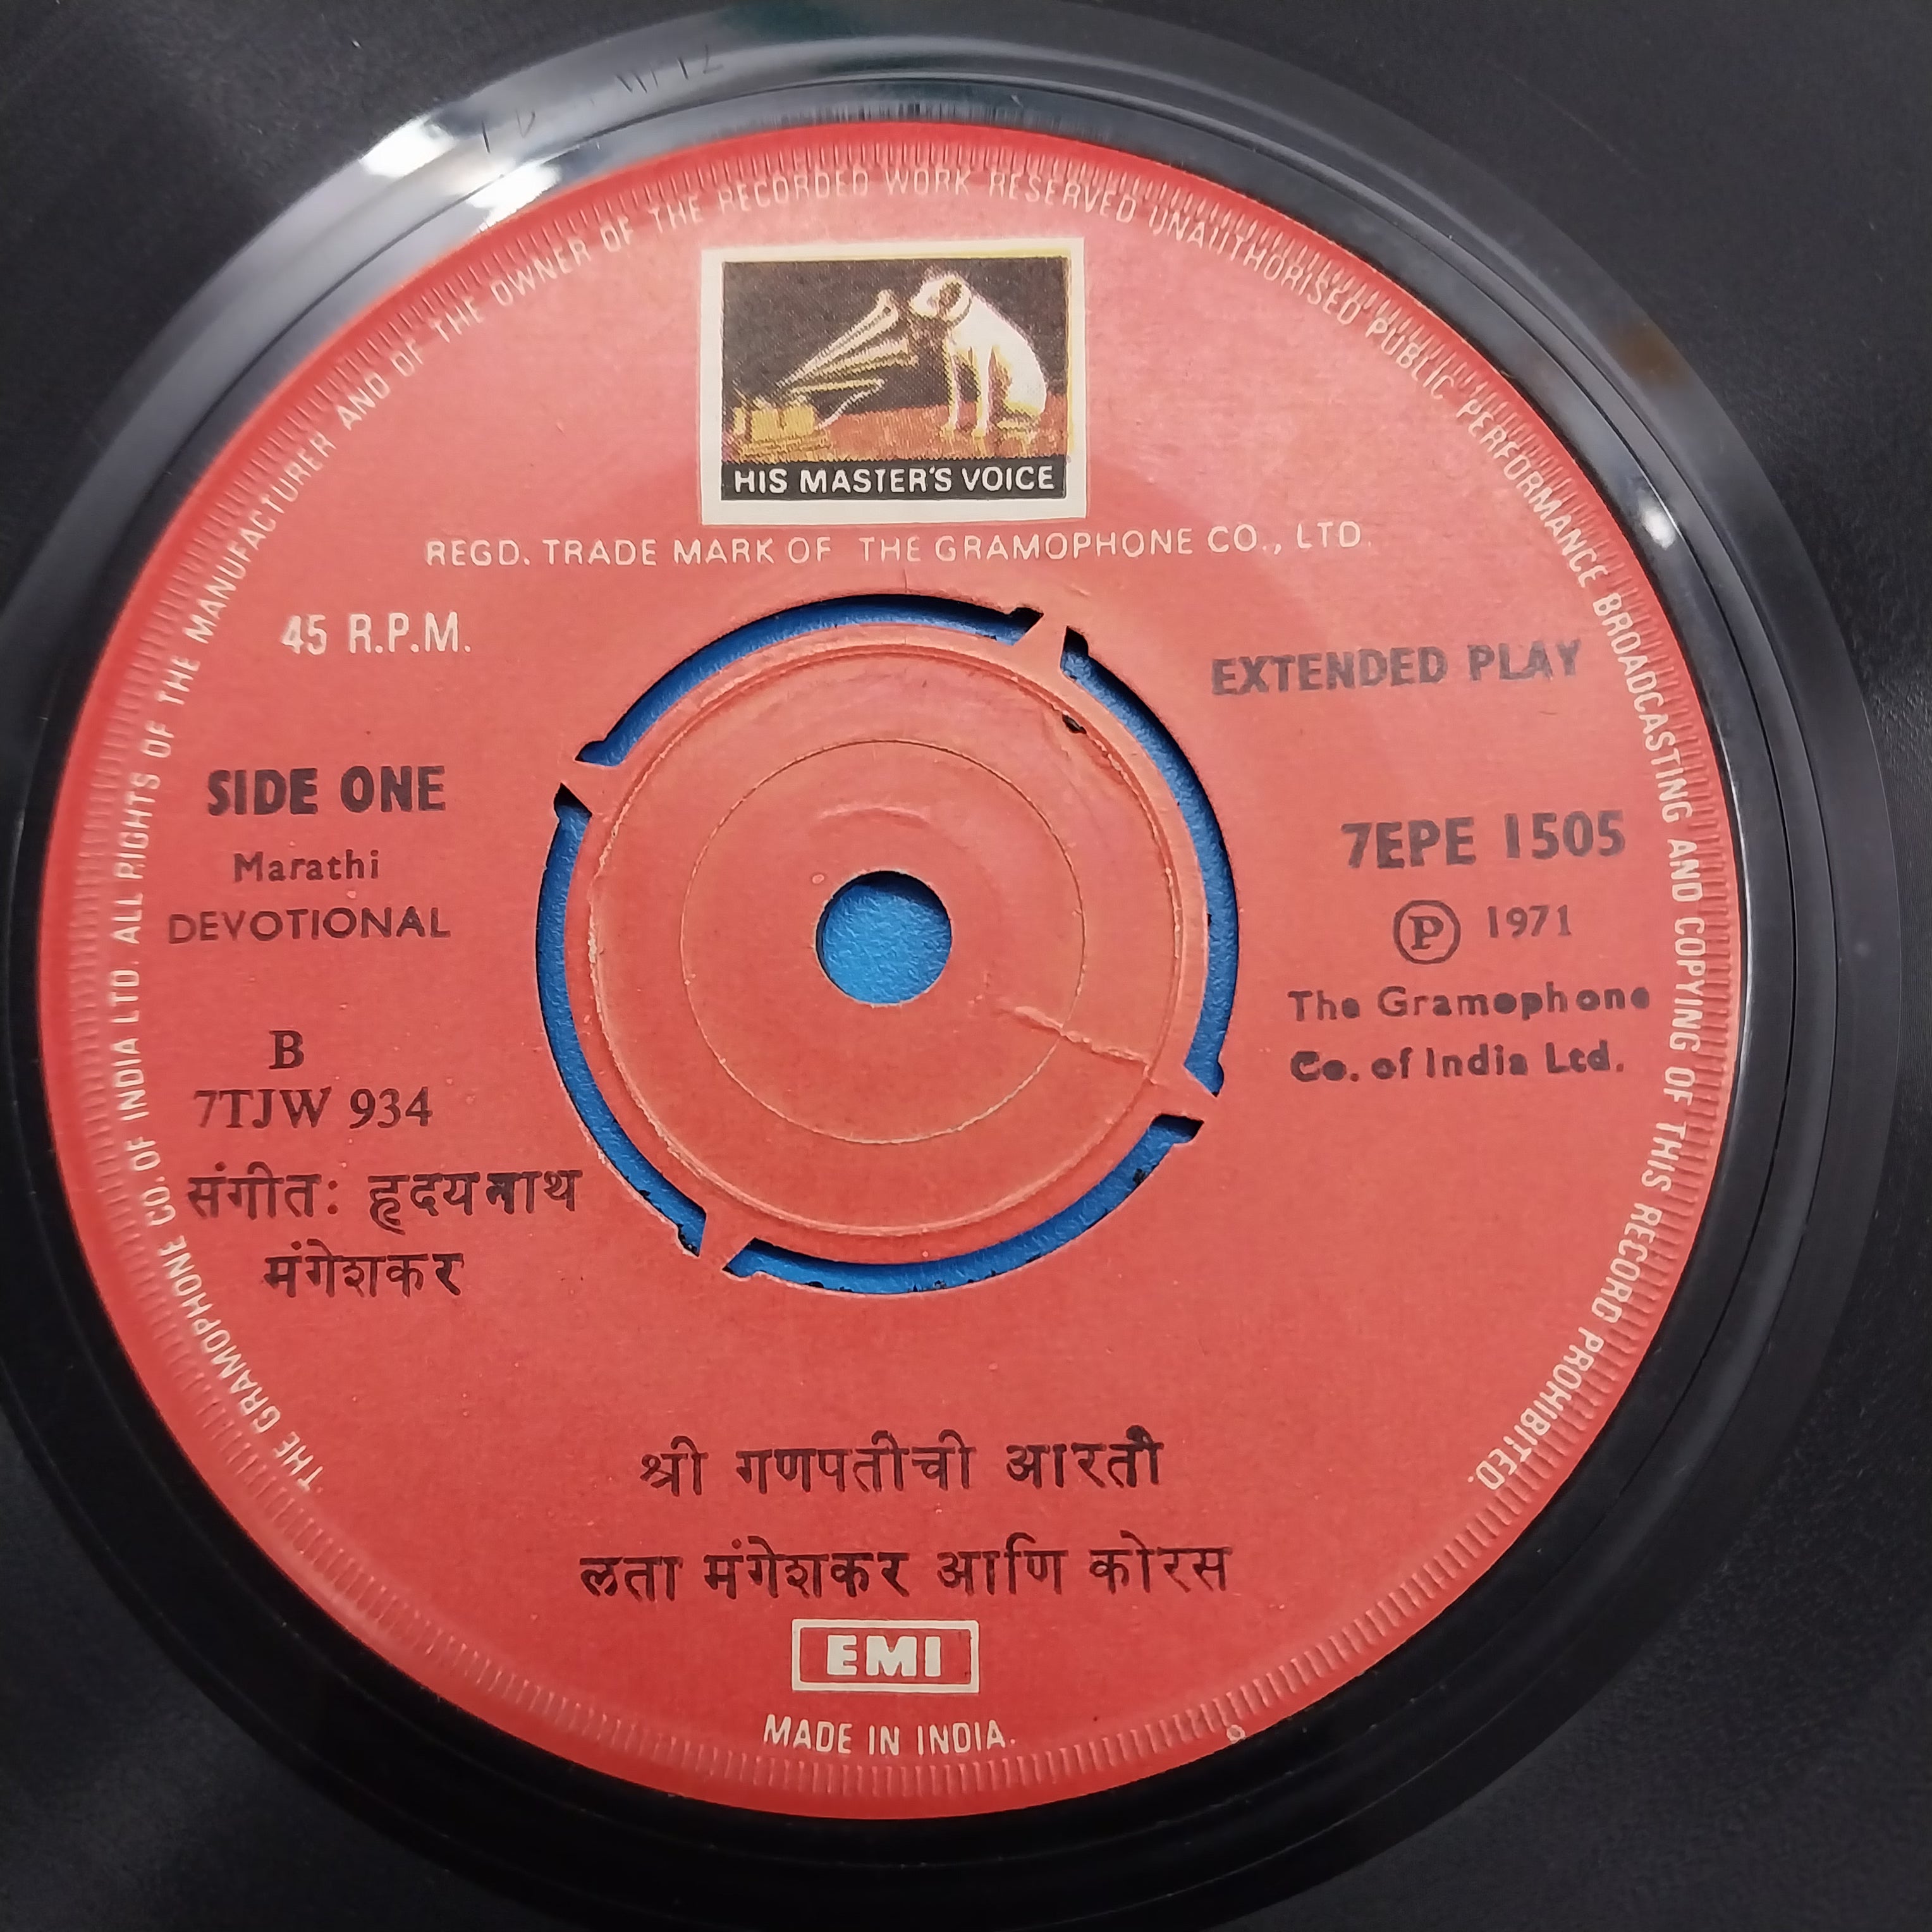 THE GRAMOPHONE CO. OF INDIA LTD. ALL RIGHTS OF THE MANUFACTURER AND OF THE OWNER OF THE RECORDED WORK RESERVED UNAUTHORISED PUBLIC PERFORMANCE BROADCASTING AND COPYING OF THIS RECORD PROHIBITED.
HIS MASTER'S VOICE
REGD. TRADE MARK OF THE GRAMOPHONE CO., LTD.
45 R.P.M.
EXTENDED PLAY
SIDE ONE
Marathi
DEVOTIONAL
7EPE 1505
Ⓟ 1971
The Gramophone
Co. of India Ltd.
B
7TJW 934
संगीत: हृदयनाथ
मंगेशकर
श्री गणपतीची आरती
लता मंगेशकर आणि कोरस
EMI
MADE IN INDIA.